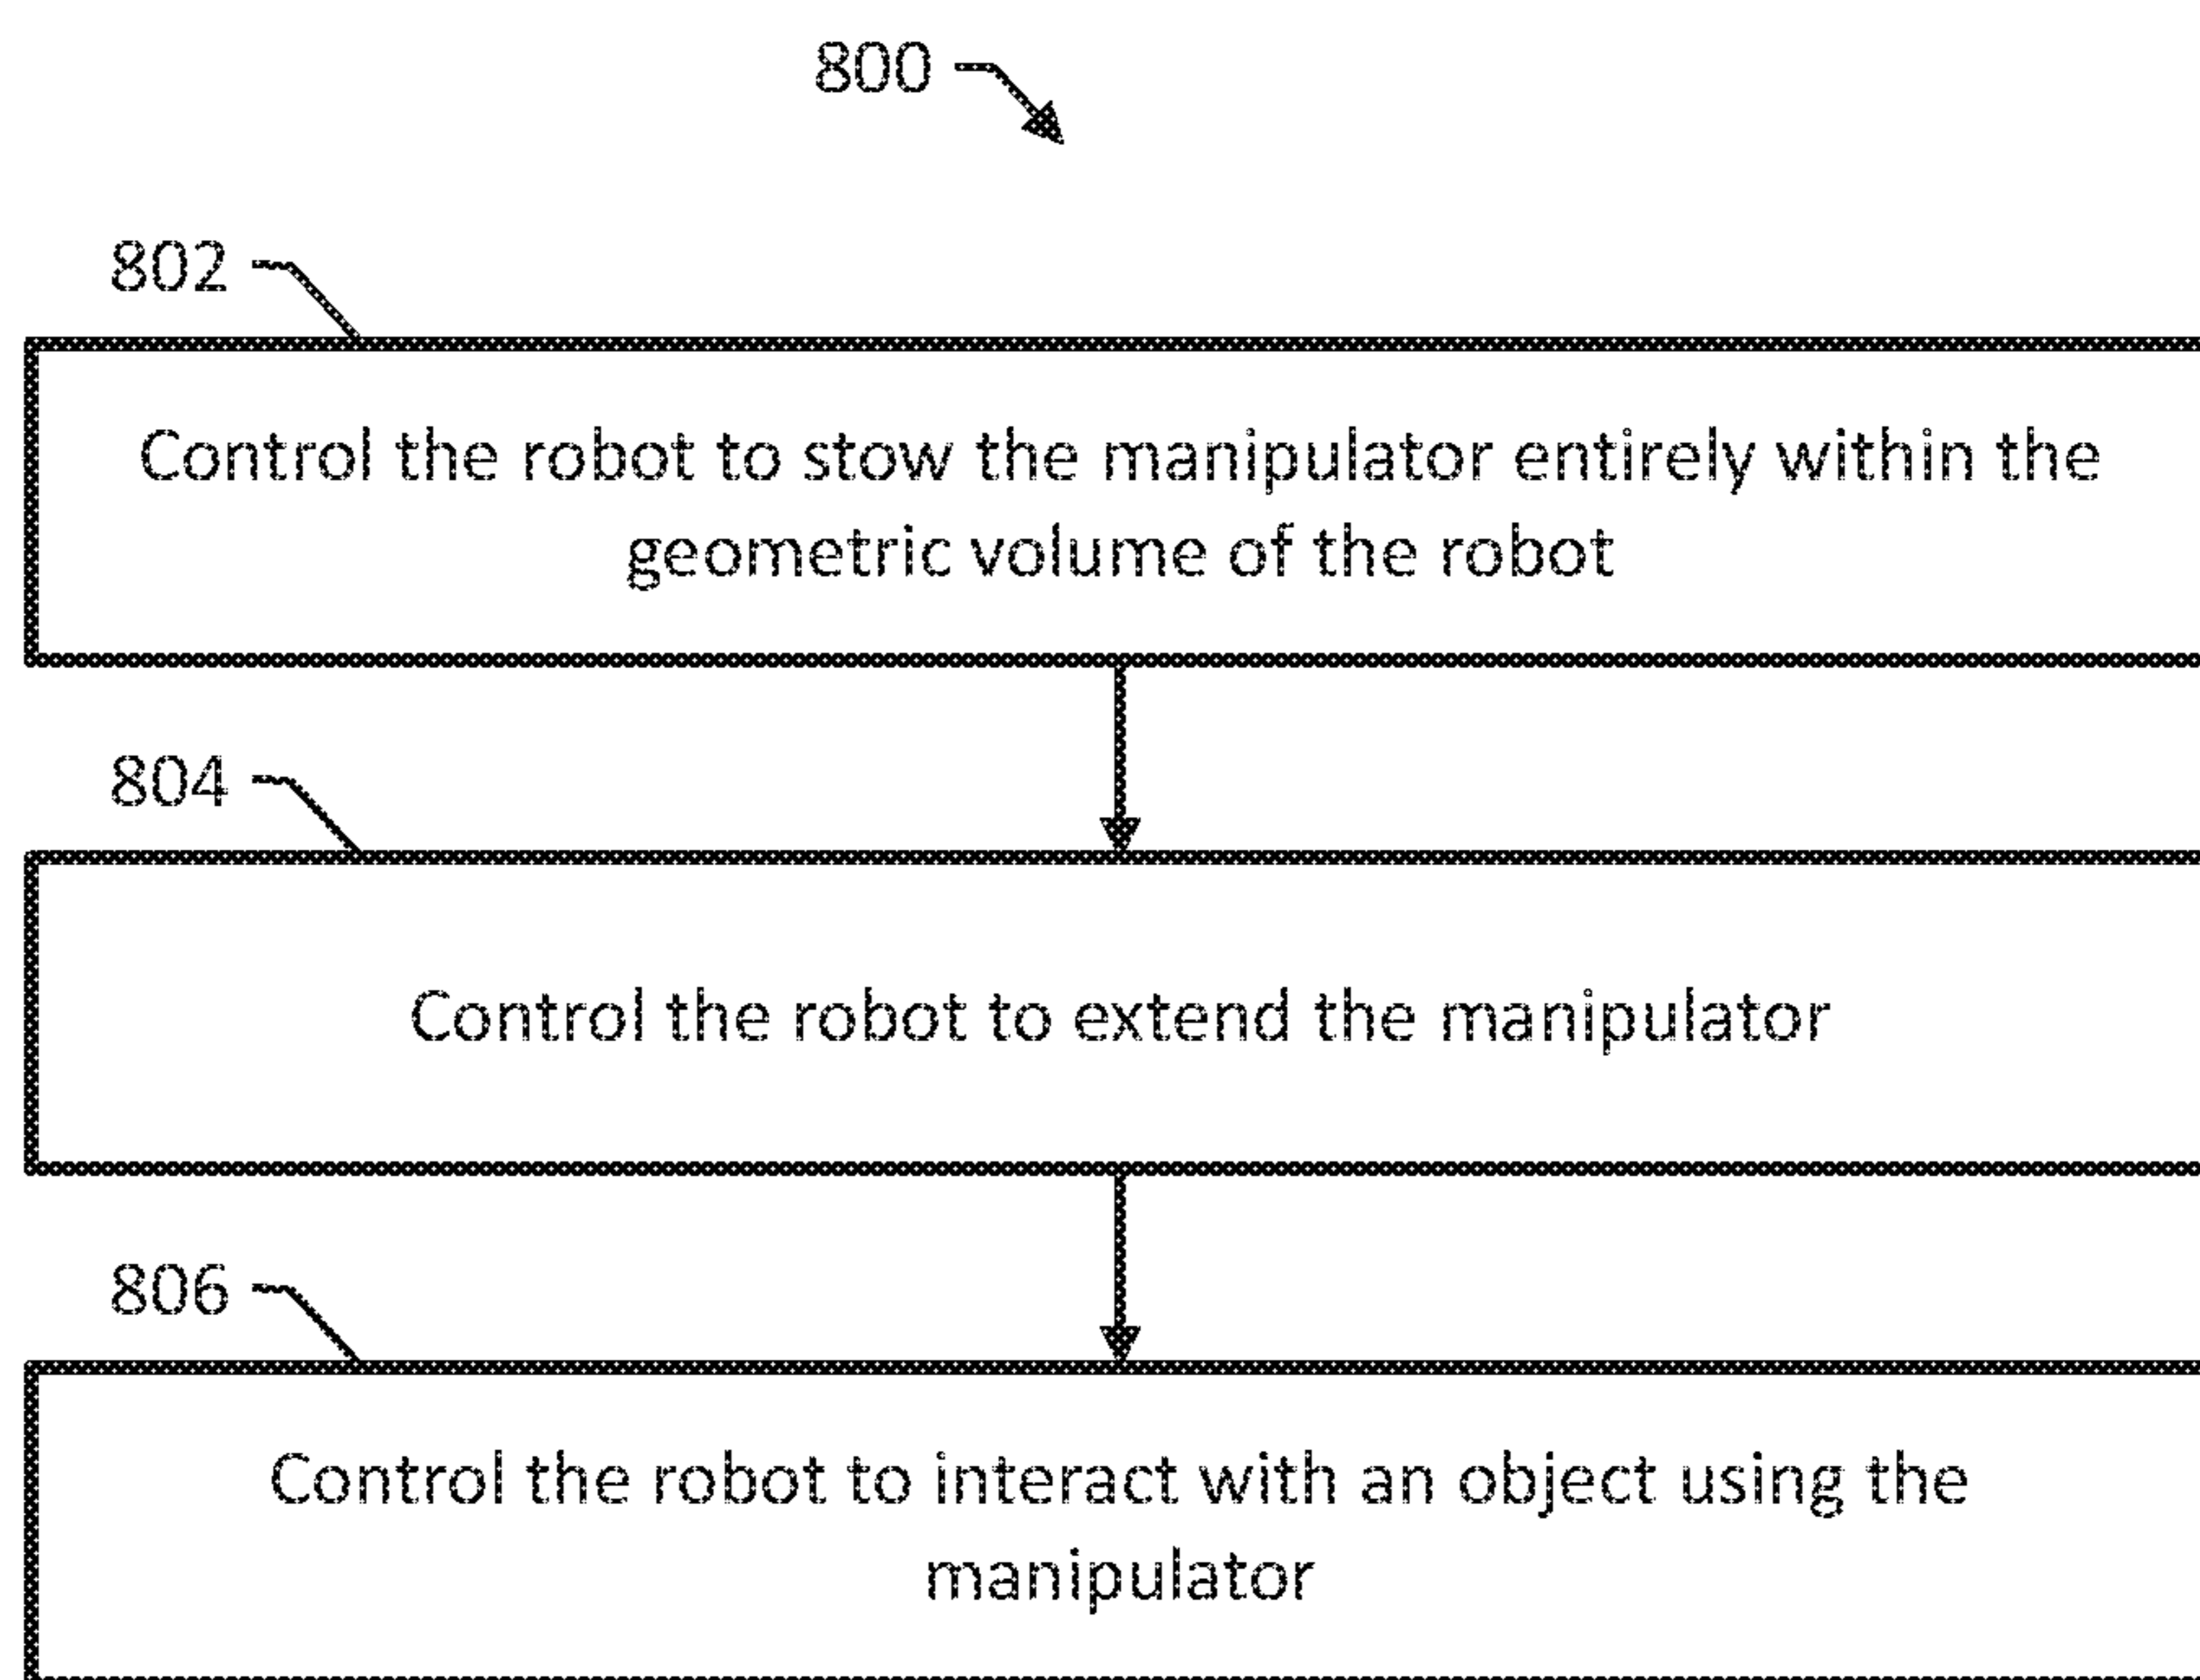 800
802
Control the robot to stow the manipulator entirely within the
geometric volume of the robot
804
Control the robot to extend the manipulator
806
Control the robot to interact with an object using the
manipulator